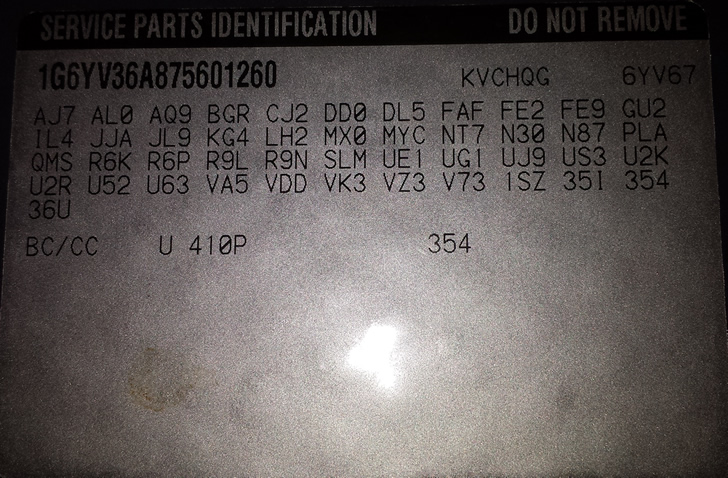 SERVICE PARTS IDENTIFICATION DO NOT REMOVE
1G6YV36A875601260 KVCHQG 6YV67
AJ7 AL0 AQ9 BGR CJ2 DD0 DL5 FAF FE2 FE9 GU2
IL4 JJA JL9 KG4 LH2 MX0 MYC NT7 N30 N87 PLA
QMS R6K R6P R9L R9N SLM UE1 UG1 UJ9 US3 U2K
U2R U52 U63 VA5 VDD VK3 VZ3 V73 1SZ 35I 354
36U
BC/CC U 410P 354